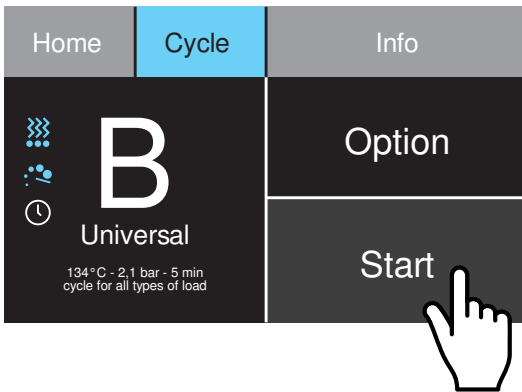 Home
Cycle
Info
B
Universal
134°C - 2,1 bar - 5 min
cycle for all types of load
Option
Start